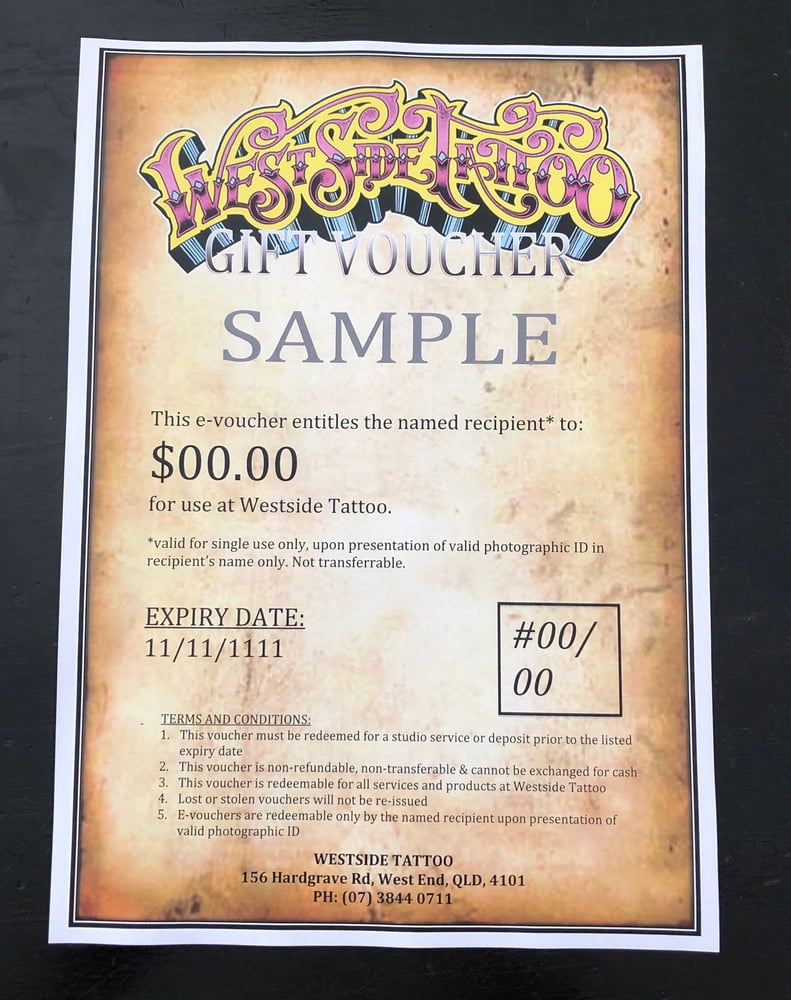 WEST SIDE TATTOO
GIFT VOUCHER
SAMPLE
This e-voucher entitles the named recipient* to:
$00.00
for use at Westside Tattoo.
*valid for single use only, upon presentation of valid photographic ID in
recipient's name only. Not transferrable.
EXPIRY DATE:
11/11/1111
#00/
00
TERMS AND CONDITIONS:
1. This voucher must be redeemed for a studio service or deposit prior to the listed
expiry date
2. This voucher is non-refundable, non-transferable & cannot be exchanged for cash
3. This voucher is redeemable for all services and products at Westside Tattoo
4. Lost or stolen vouchers will not be re-issued
5. E-vouchers are redeemable only by the named recipient upon presentation of
valid photographic ID
WESTSIDE TATTOO
156 Hardgrave Rd, West End, QLD, 4101
PH: (07) 3844 0711